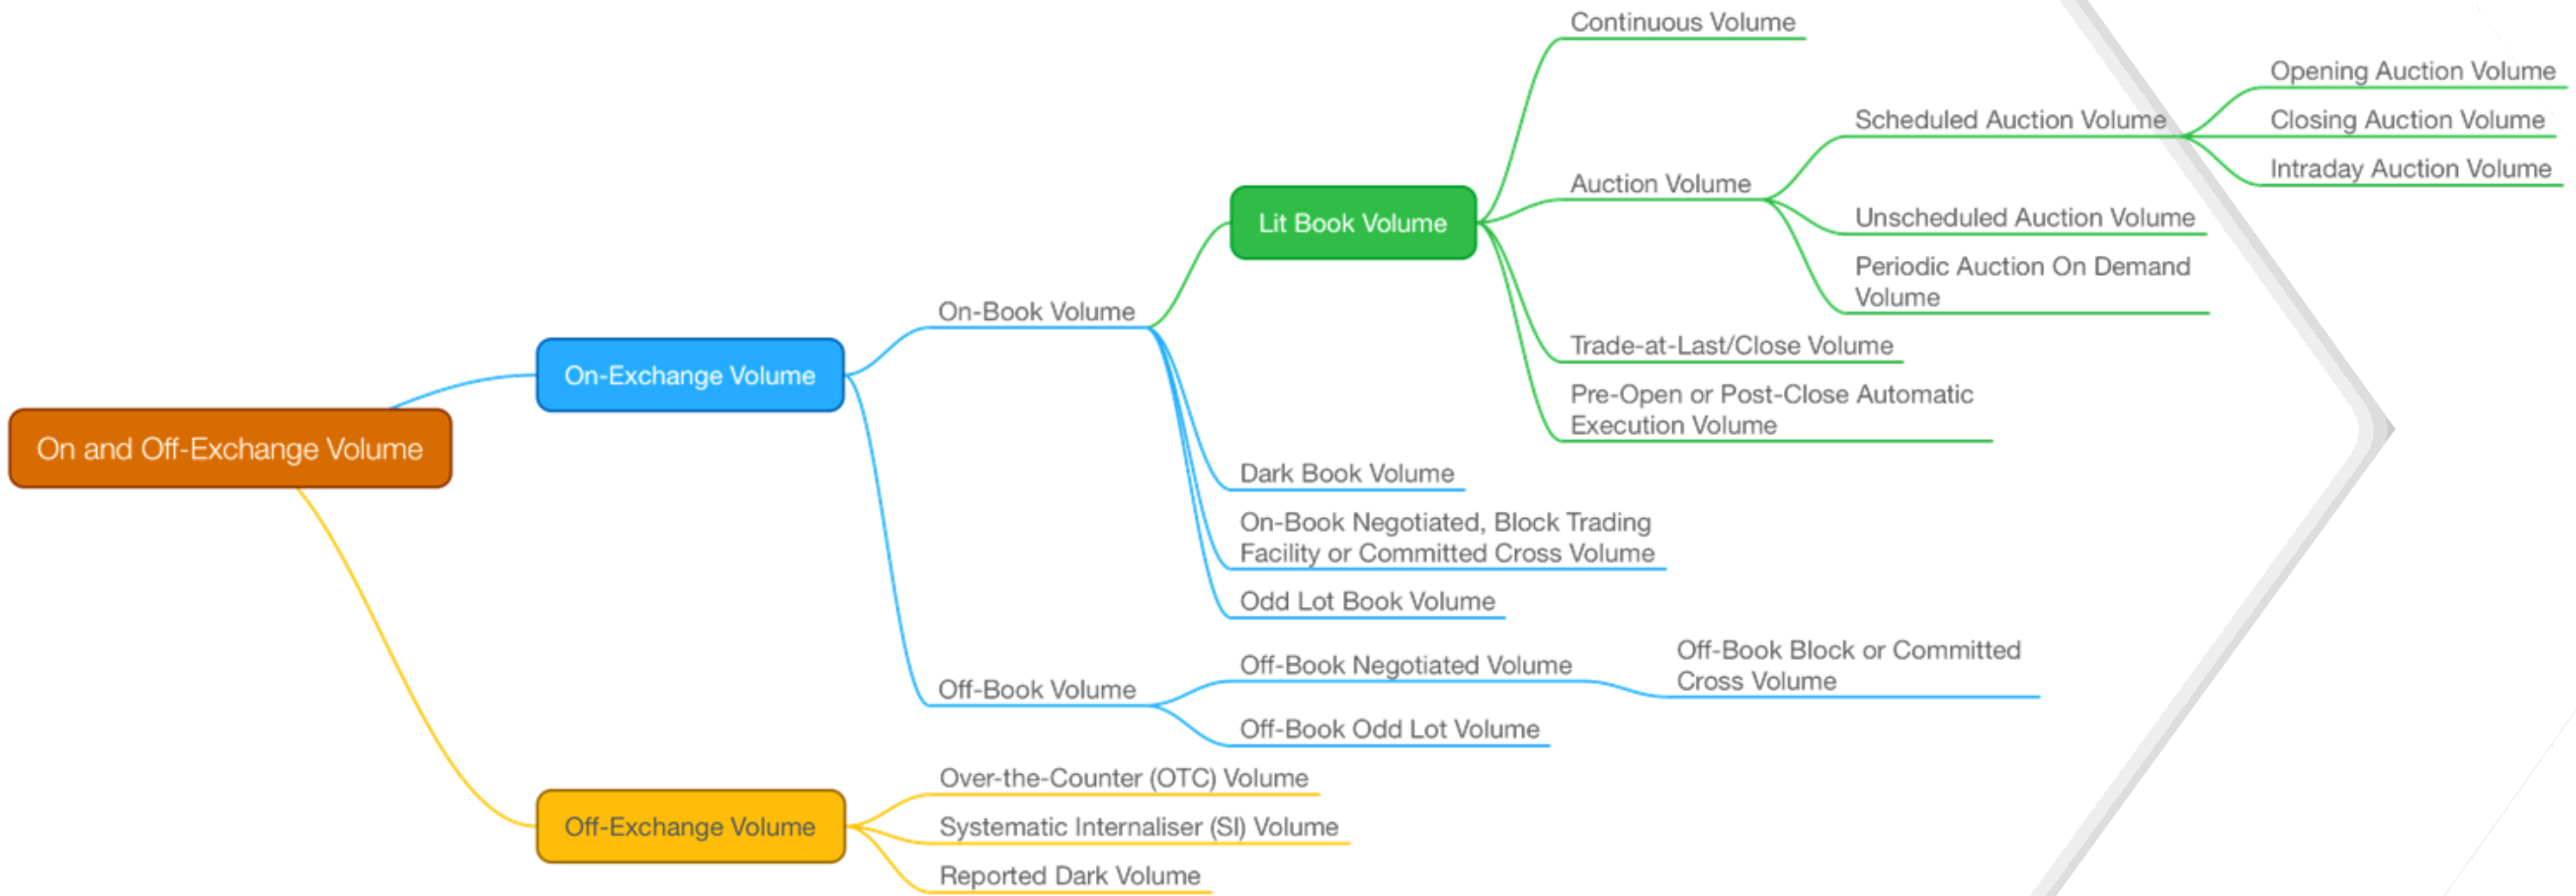 Continuous Volume
Opening Auction Volume
Scheduled Auction Volume
Closing Auction Volume
Intraday Auction Volume
Auction Volume
Lit Book Volume
Unscheduled Auction Volume
Periodic Auction On Demand
Volume
On-Book Volume
Trade-at-Last/Close Volume
On-Exchange Volume
Pre-Open or Post-Close Automatic
Execution Volume
On and Off-Exchange Volume
Dark Book Volume
On-Book Negotiated, Block Trading
Facility or Committed Cross Volume
Odd Lot Book Volume
Off-Book Volume
Off-Book Negotiated Volume
Off-Book Block or Committed
Cross Volume
Off-Book Odd Lot Volume
Off-Exchange Volume
Over-the-Counter (OTC) Volume
Systematic Internaliser (SI) Volume
Reported Dark Volume